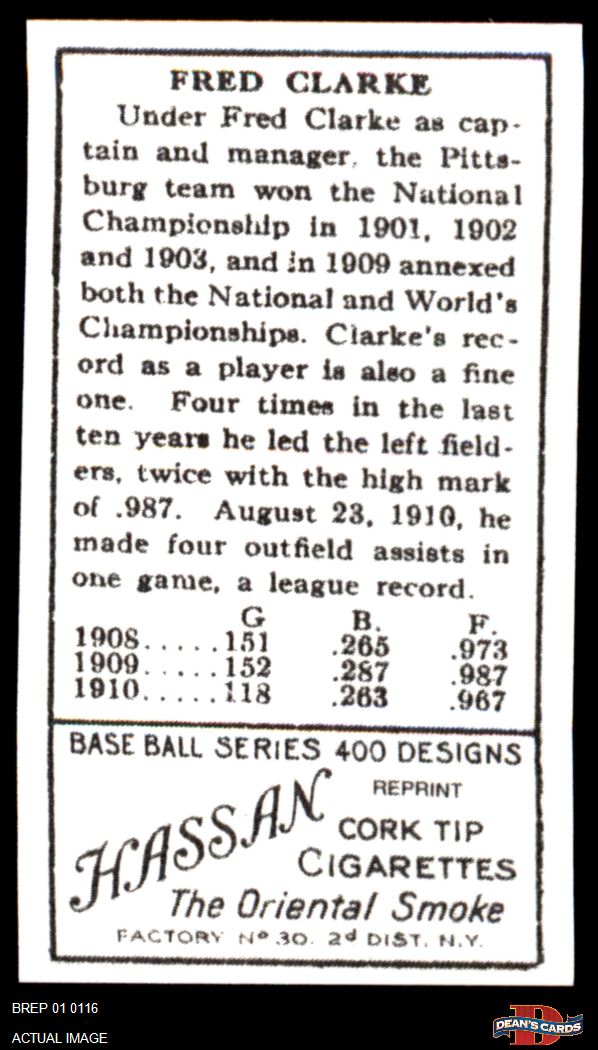 FRED CLARKE
Under Fred Clarke as cap-
tain and manager, the Pitts-
burg team won the National
Championship in 1901, 1902
and 1903, and in 1909 annexed
both the National and World's
Championships. Clarke's rec-
ord as a player is also a fine
one. Four times in the last
ten years he led the left field-
ers, twice with the high mark
of .987. August 23, 1910, he
made four outfield assists in
one game, a league record.
G B. F.
1908.....151 .265 .973
1909.....152 .287 .987
1910.....118 .263 .967
BASE BALL SERIES 400 DESIGNS
HASSAN
REPRINT
CORK TIP
CIGARETTES
The Oriental Smoke
FACTORY Nº 30. 2d DIST. N.Y.
BREP 01 0116
ACTUAL IMAGE
D
DEAN'S CARDS